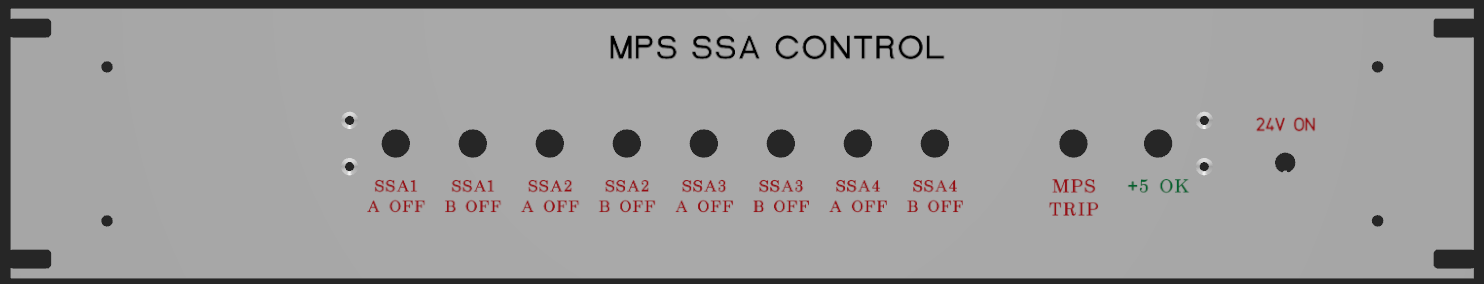 MPS SSA CONTROL
24V ON
SSA1 SSA1 SSA2 SSA2 SSA3 SSA3 SSA4 SSA4 MPS +5 OK
A OFF B OFF A OFF B OFF A OFF B OFF A OFF B OFF TRIP